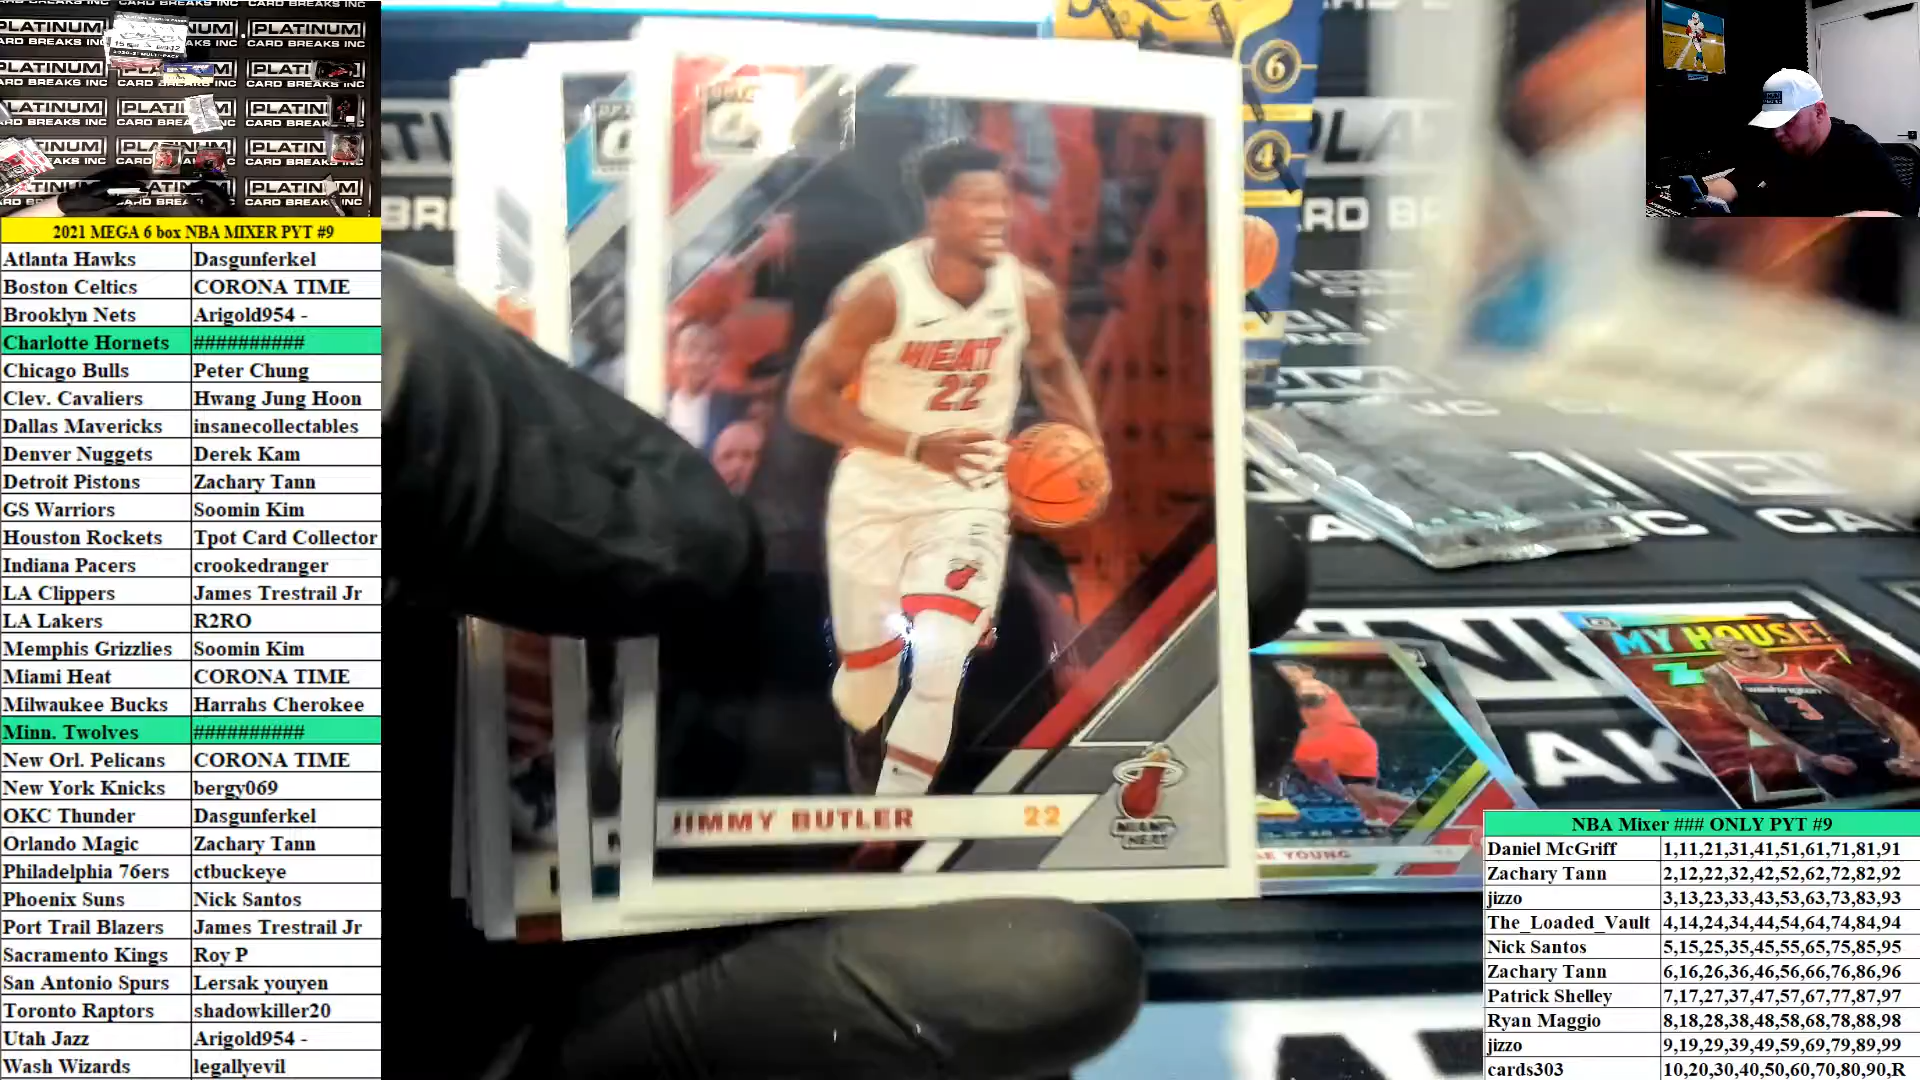 2021 MEGA 6 box NBA MIXER PYT #9
Atlanta Hawks Dasgunferkel
Boston Celtics CORONA TIME
Brooklyn Nets Arigold954 -
Charlotte Hornets ##########
Chicago Bulls Peter Chung
Clev. Cavaliers Hwang Jung Hoon
Dallas Mavericks insanecollectables
Denver Nuggets Derek Kam
Detroit Pistons Zachary Tann
GS Warriors Soomin Kim
Houston Rockets Tpot Card Collector
Indiana Pacers crookedranger
LA Clippers James Trestrail Jr
LA Lakers R2RO
Memphis Grizzlies Soomin Kim
Miami Heat CORONA TIME
Milwaukee Bucks Harrahs Cherokee
Minn. Twolves ##########
New Orl. Pelicans CORONA TIME
New York Knicks bergy069
OKC Thunder Dasgunferkel
Orlando Magic Zachary Tann
Philadelphia 76ers ctbuckeye
Phoenix Suns Nick Santos
Port Trail Blazers James Trestrail Jr
Sacramento Kings Roy P
San Antonio Spurs Lersak youyen
Toronto Raptors shadowkiller20
Utah Jazz Arigold954 -
Wash Wizards legallyevil
PLATINUM
CARD BREAKS INC
6
4
HEAT
22
JIMMY BUTLER 22
MIAMI
HEAT
MY HOUSE!
Washington
3
YOUNG
NBA Mixer ### ONLY PYT #9
Daniel McGriff 1,11,21,31,41,51,61,71,81,91
Zachary Tann 2,12,22,32,42,52,62,72,82,92
jizzo 3,13,23,33,43,53,63,73,83,93
The_Loaded_Vault 4,14,24,34,44,54,64,74,84,94
Nick Santos 5,15,25,35,45,55,65,75,85,95
Zachary Tann 6,16,26,36,46,56,66,76,86,96
Patrick Shelley 7,17,27,37,47,57,67,77,87,97
Ryan Maggio 8,18,28,38,48,58,68,78,88,98
jizzo 9,19,29,39,49,59,69,79,89,99
cards303 10,20,30,40,50,60,70,80,90,R